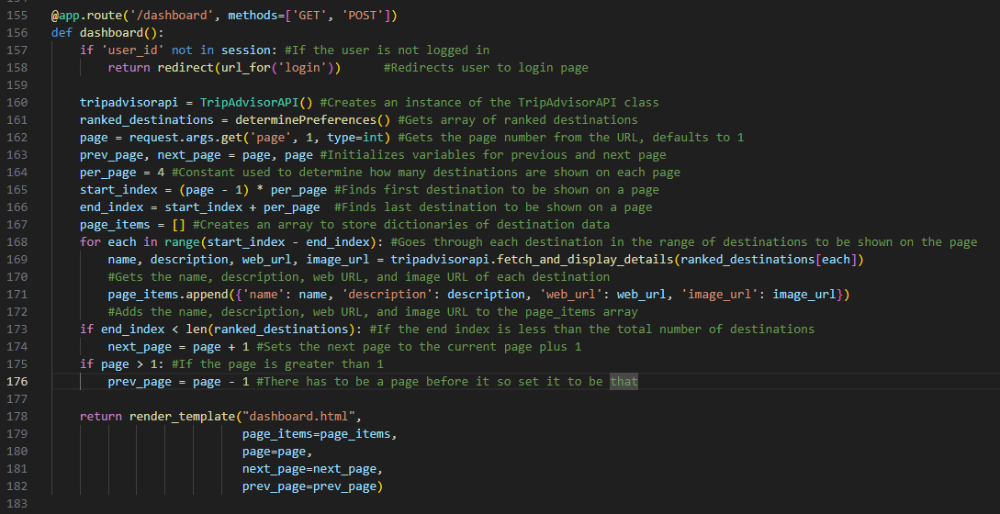 155 @app.route('/dashboard', methods=['GET', 'POST'])
156 def dashboard():
157     if 'user_id' not in session: #If the user is not logged in
158         return redirect(url_for('login'))      #Redirects user to login page
159
160     tripadvisorapi = TripAdvisorAPI() #Creates an instance of the TripAdvisorAPI class
161     ranked_destinations = determinePreferences() #Gets array of ranked destinations
162     page = request.args.get('page', 1, type=int) #Gets the page number from the URL, defaults to 1
163     prev_page, next_page = page, page #Initializes variables for previous and next page
164     per_page = 4 #Constant used to determine how many destinations are shown on each page
165     start_index = (page - 1) * per_page #Finds first destination to be shown on a page
166     end_index = start_index + per_page  #Finds last destination to be shown on a page
167     page_items = [] #Creates an array to store dictionaries of destination data
168     for each in range(start_index - end_index): #Goes through each destination in the range of destinations to be shown on the page
169         name, description, web_url, image_url = tripadvisorapi.fetch_and_display_details(ranked_destinations[each])
170         #Gets the name, description, web URL, and image URL of each destination
171         page_items.append({'name': name, 'description': description, 'web_url': web_url, 'image_url': image_url})
172         #Adds the name, description, web URL, and image URL to the page_items array
173     if end_index < len(ranked_destinations): #If the end index is less than the total number of destinations
174         next_page = page + 1 #Sets the next page to the current page plus 1
175     if page > 1: #If the page is greater than 1
176         prev_page = page - 1 #There has to be a page before it so set it to be that
177
178     return render_template("dashboard.html",
179                            page_items=page_items,
180                            page=page,
181                            next_page=next_page,
182                            prev_page=prev_page)
183